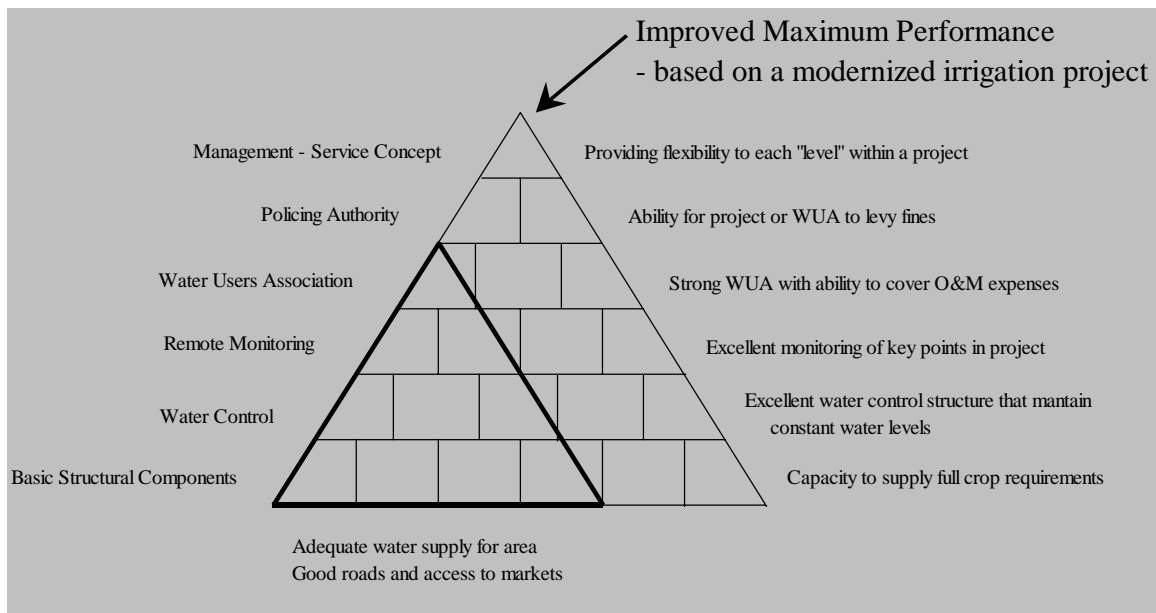 Improved Maximum Performance
- based on a modernized irrigation project
Management - Service Concept
Providing flexibility to each "level" within a project
Policing Authority
Ability for project or WUA to levy fines
Water Users Association
Strong WUA with ability to cover O&M expenses
Remote Monitoring
Excellent monitoring of key points in project
Water Control
Excellent water control structure that mantain
constant water levels
Basic Structural Components
Capacity to supply full crop requirements
Adequate water supply for area
Good roads and access to markets